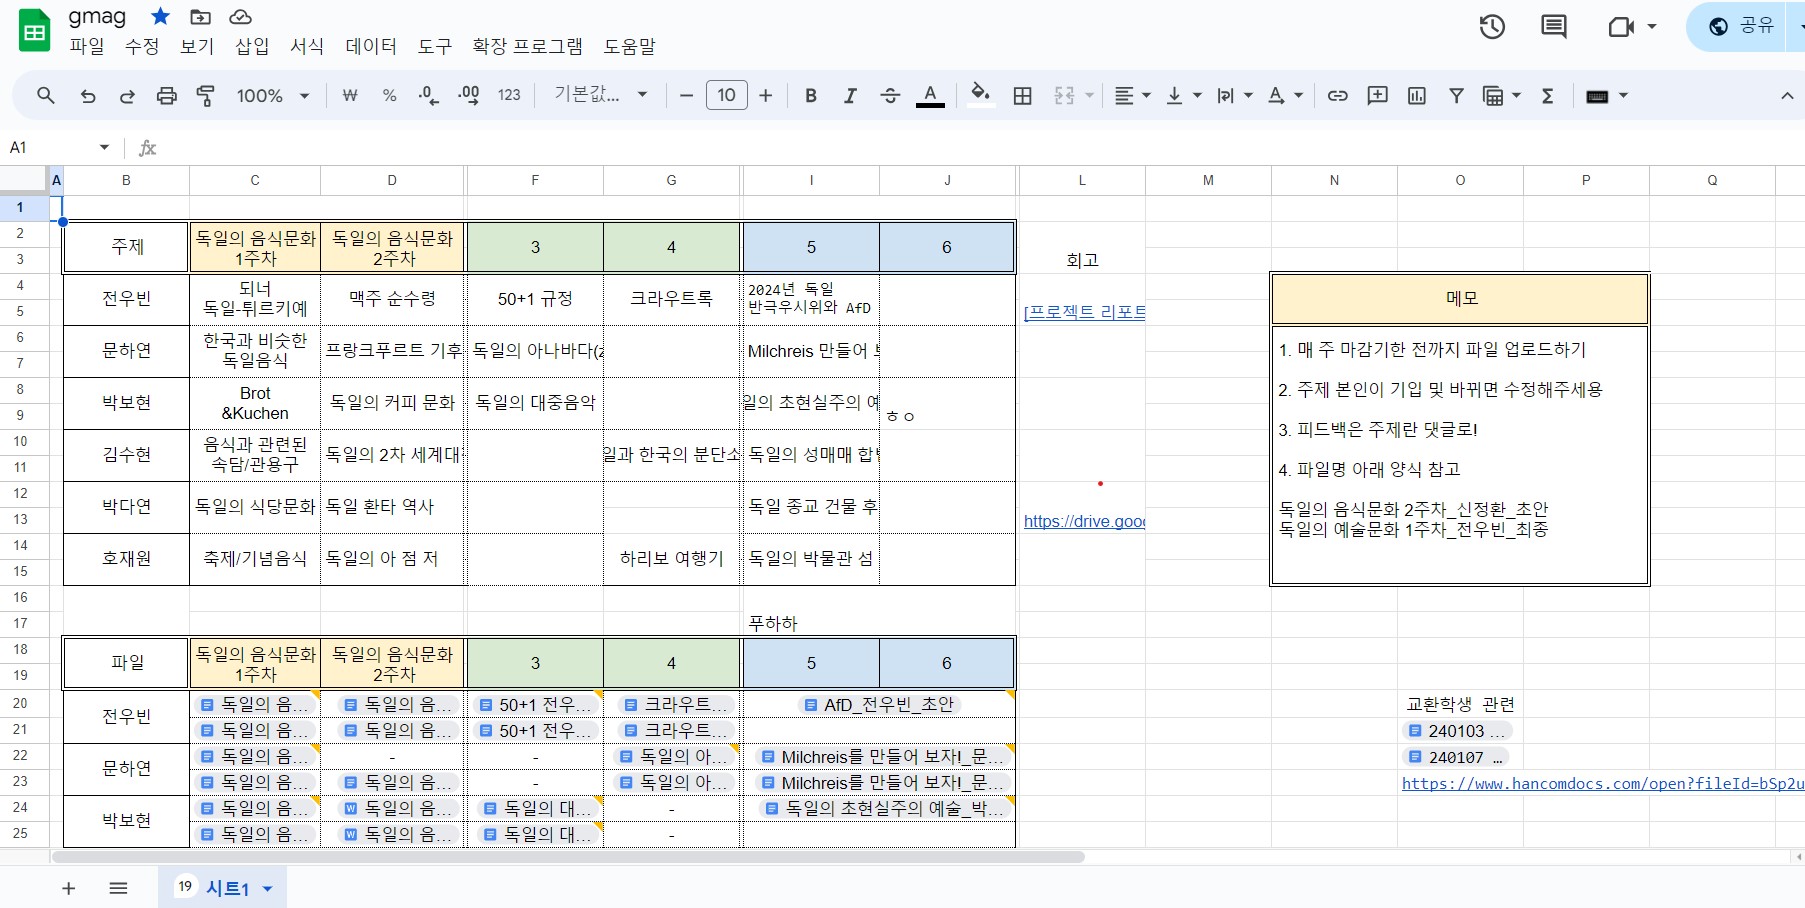 gmag
파일 수정 보기 삽입 서식 데이터 도구 확장 프로그램 도움말
공유
100% ₩ % .0 .00 123 기본값... 10 B I A
A1 fx
A B C D F G I J L M N O P Q
1
2
3
주제 독일의 음식문화 1주차 독일의 음식문화 2주차 3 4 5 6
회고
4
5
전우빈 되너 독일-튀르키예 맥주 순수령 50+1 규정 크라우트록 2024년 독일 반극우시위와 AfD
[프로젝트 리포트
6
7
문하연 한국과 비슷한 독일음식 프랑크푸르트 기후 독일의 아나바다(z Milchreis 만들어
8
9
박보현 Brot &Kuchen 독일의 커피 문화 독일의 대중음악 일의 초현실주의 예 ㅎㅇ
10
11
김수현 음식과 관련된 속담/관용구 독일의 2차 세계대 일과 한국의 분단소 독일의 성매매 합
12
13
박다연 독일의 식당문화 독일 환타 역사 독일 종교 건물 후
https://drive.goo
14
15
호재원 축제/기념음식 독일의 아 점 저 하리보 여행기 독일의 박물관 섬
메모
1. 매 주 마감기한 전까지 파일 업로드하기
2. 주제 본인이 기입 및 바뀌면 수정해주세용
3. 피드백은 주제란 댓글로!
4. 파일명 아래 양식 참고
독일의 음식문화 2주차_신정환_초안
독일의 예술문화 1주차_전우빈_최종
16
17
푸하하
18
19
파일 독일의 음식문화 1주차 독일의 음식문화 2주차 3 4 5 6
20
21
전우빈
독일의 음... 독일의 음... 50+1 전우... 크라우트... AfD_전우빈_초안
독일의 음... 독일의 음... 50+1 전우... 크라우트...
22
23
문하연
독일의 음... - - 독일의 아... Milchreis를 만들어 보자!_문...
독일의 음... 독일의 음... - 독일의 아... Milchreis를 만들어 보자!_문...
24
25
박보현
독일의 음... 독일의 음... 독일의 대... - 독일의 초현실주의 예술_박...
독일의 음... 독일의 음... 독일의 대... -
교환학생 관련
240103 ...
240107 ...
https://www.hancomdocs.com/open?fileId=bSp2u
19 시트1